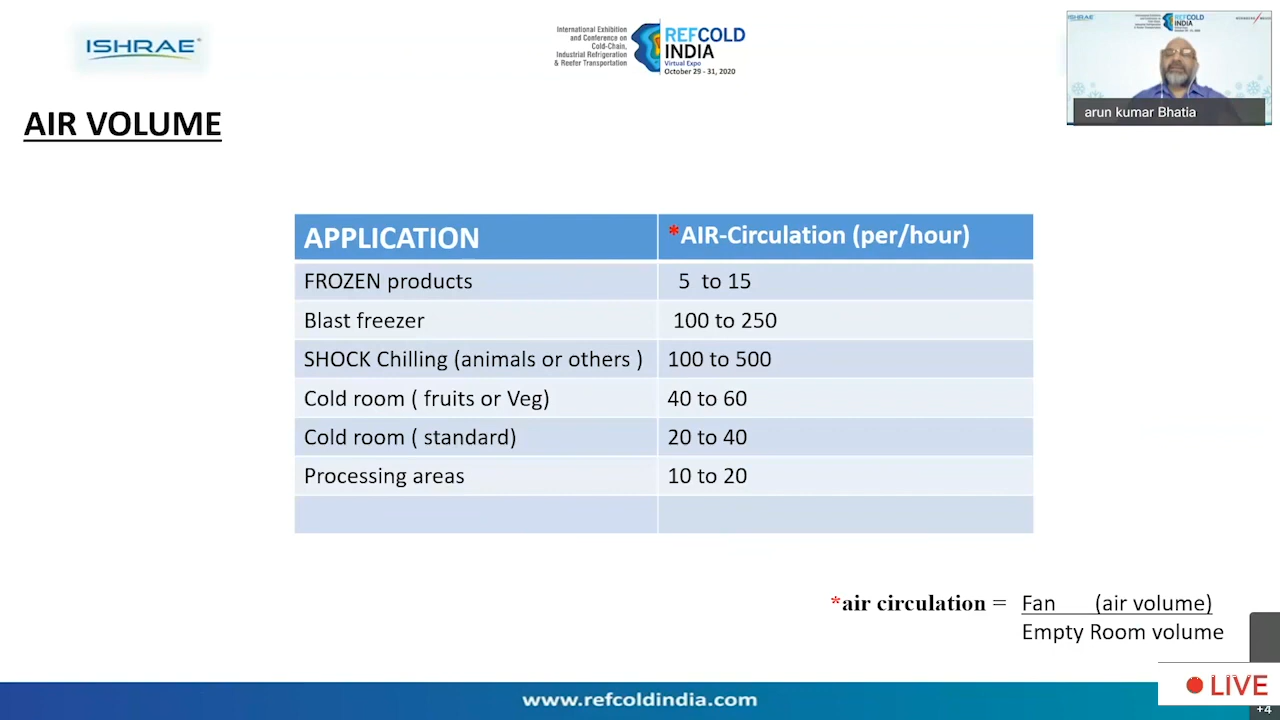 ISHRAE
International Exhibition
and Conference on
Cold-Chain,
Industrial Refrigeration
& Reefer Transportation
REFCOLD
INDIA
Virtual Expo
October 29 - 31, 2020
ISHRAE
REFCOLD
INDIA
arun kumar Bhatia
AIR VOLUME
APPLICATION *AIR-Circulation (per/hour)
FROZEN products 5 to 15
Blast freezer 100 to 250
SHOCK Chilling (animals or others ) 100 to 500
Cold room ( fruits or Veg) 40 to 60
Cold room ( standard) 20 to 40
Processing areas 10 to 20
*air circulation = Fan (air volume)
Empty Room volume
www.refcoldindia.com
LIVE
+4